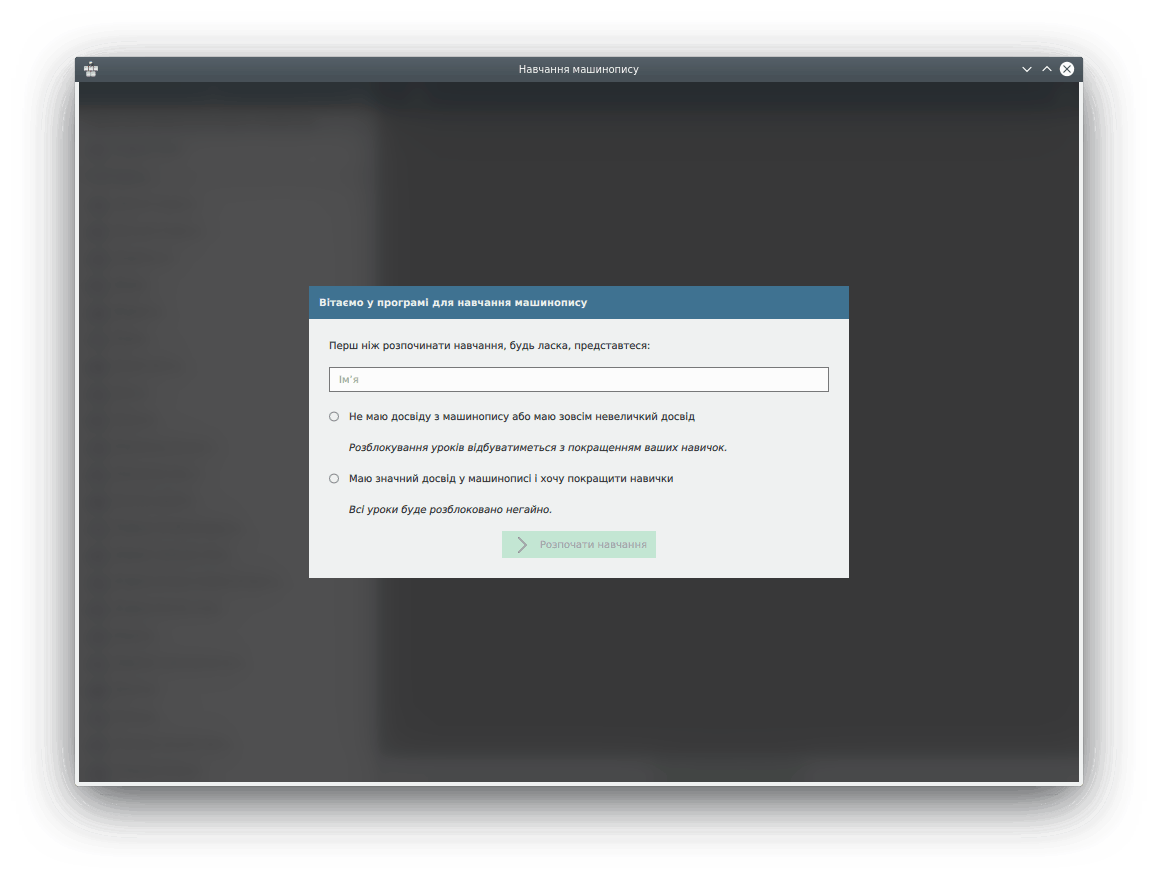 Навчання машинопису
Вітаємо у програмі для навчання машинопису
Перш ніж розпочинати навчання, будь ласка, представтеся:
Ім’я
Не маю досвіду з машинопису або маю зовсім невеличкий досвід
Розблокування уроків відбуватиметься з покращенням ваших навичок.
Маю значний досвід у машинописі і хочу покращити навички
Всі уроки буде розблоковано негайно.
Розпочати навчання